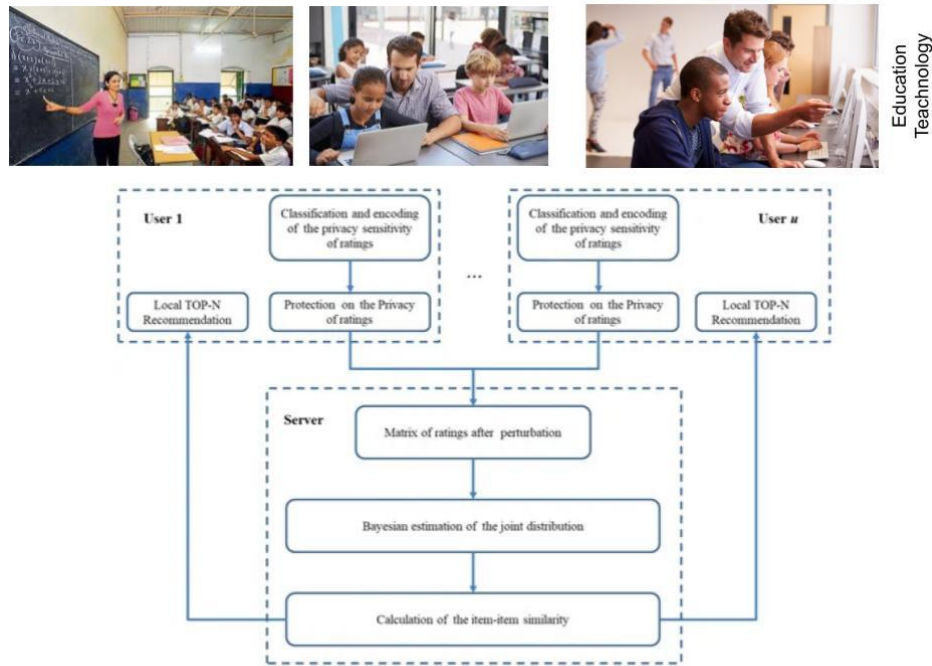 Education
Teachnology
User 1
Classification and encoding
of the privacy sensitivity
of ratings
Local TOP-N
Recommendation
Protection on the Privacy
of ratings
...
Classification and encoding
of the privacy sensitivity
of ratings
User u
Protection on the Privacy
of ratings
Local TOP-N
Recommendation
Server
Matrix of ratings after perturbation
Bayesian estimation of the joint distribution
Calculation of the item-item similarity